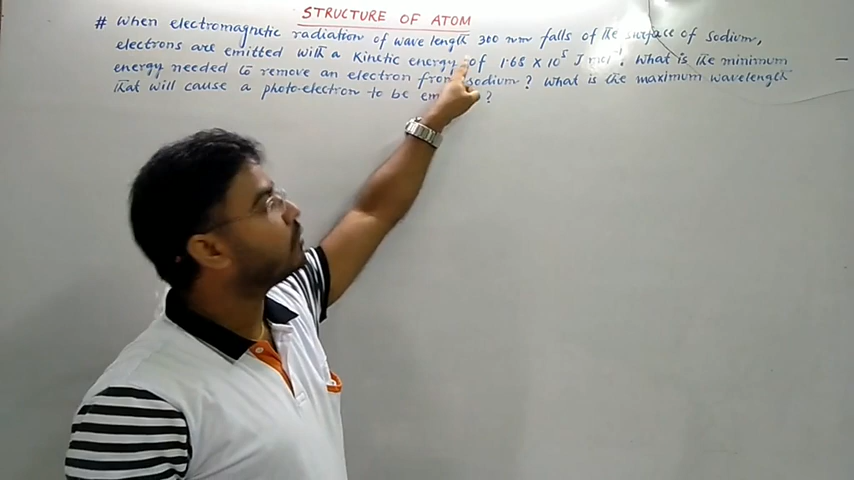 STRUCTURE OF ATOM
# When electromagnetic radiation of wave length 300 nm falls of the surface of sodium,
electrons are emitted with a kinetic energy of 1.68 × 10⁵ J mol⁻¹. What is the minimum
energy needed to remove an electron from sodium? What is the maximum wavelength
that will cause a photo-electron to be ?